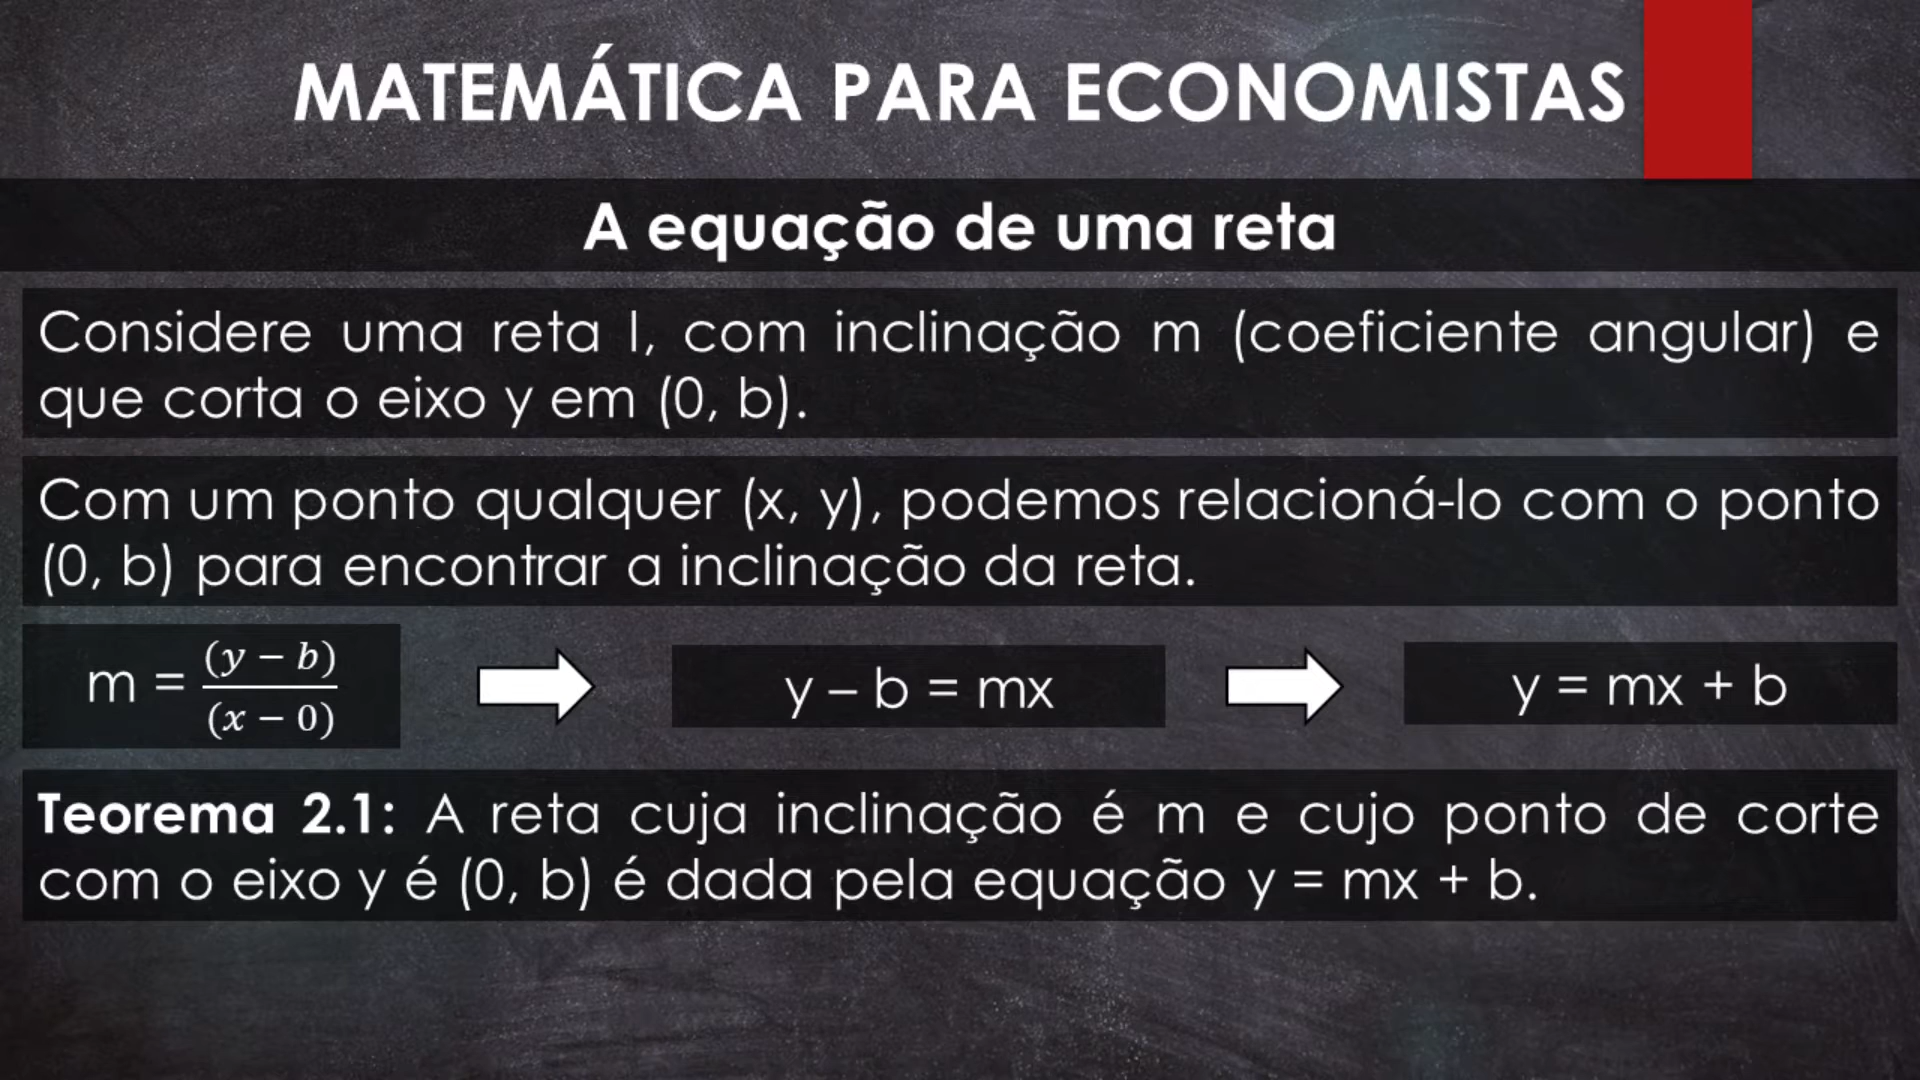 MATEMÁTICA PARA ECONOMISTAS
A equação de uma reta
Considere uma reta l, com inclinação m (coeficiente angular) e
que corta o eixo y em (0, b).
Com um ponto qualquer (x, y), podemos relacioná-lo com o ponto
(0, b) para encontrar a inclinação da reta.
m = (y − b) / (x − 0)
y – b = mx
y = mx + b
Teorema 2.1: A reta cuja inclinação é m e cujo ponto de corte
com o eixo y é (0, b) é dada pela equação y = mx + b.